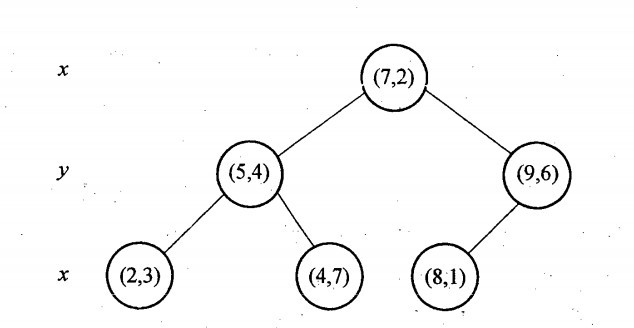 x (7,2)
y (5,4) (9,6)
x (2,3) (4,7) (8,1)